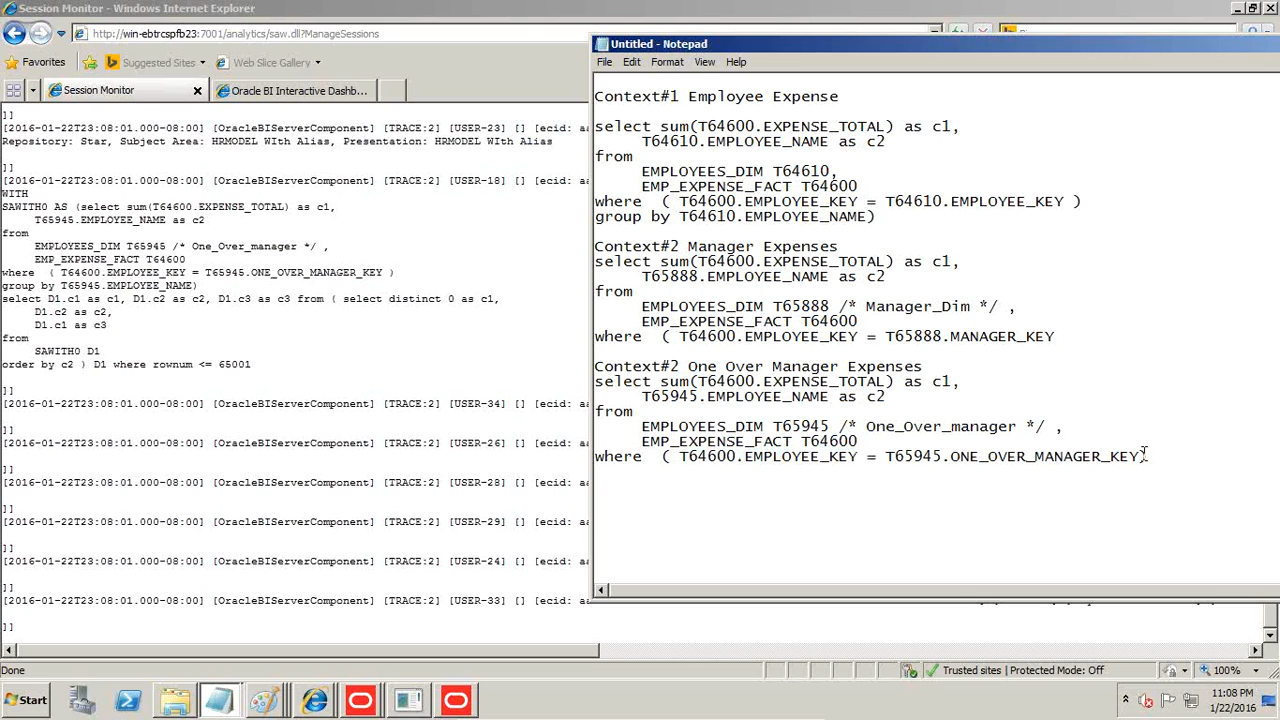 Session Monitor - Windows Internet Explorer
http://win-ebtrcspfb23:7001/analytics/saw.dll?ManageSessions
Favorites
Suggested Sites
Web Slice Gallery
Session Monitor
Oracle BI Interactive Dashb...
]]
[2016-01-22T23:08:01.000-08:00] [OracleBIServerComponent] [TRACE:2] [USER-23] [] [ecid: a
Repository: Star, Subject Area: HRMODEL WIth Alias, Presentation: HRMODEL WIth Alias
]]
[2016-01-22T23:08:01.000-08:00] [OracleBIServerComponent] [TRACE:2] [USER-18] [] [ecid: a
WITH
SAWITH0 AS (select sum(T64600.EXPENSE_TOTAL) as c1,
T65945.EMPLOYEE_NAME as c2
from
EMPLOYEES_DIM T65945 /* One_Over_manager */ ,
EMP_EXPENSE_FACT T64600
where ( T64600.EMPLOYEE_KEY = T65945.ONE_OVER_MANAGER_KEY )
group by T65945.EMPLOYEE_NAME)
select D1.c1 as c1, D1.c2 as c2, D1.c3 as c3 from ( select distinct 0 as c1,
D1.c2 as c2,
D1.c1 as c3
from
SAWITH0 D1
order by c2 ) D1 where rownum <= 65001
]]
[2016-01-22T23:08:01.000-08:00] [OracleBIServerComponent] [TRACE:2] [USER-34] [] [ecid: a
]]
[2016-01-22T23:08:01.000-08:00] [OracleBIServerComponent] [TRACE:2] [USER-26] [] [ecid: a
]]
[2016-01-22T23:08:01.000-08:00] [OracleBIServerComponent] [TRACE:2] [USER-28] [] [ecid: a
]]
[2016-01-22T23:08:01.000-08:00] [OracleBIServerComponent] [TRACE:2] [USER-29] [] [ecid: a
]]
[2016-01-22T23:08:01.000-08:00] [OracleBIServerComponent] [TRACE:2] [USER-24] [] [ecid: a
]]
[2016-01-22T23:08:01.000-08:00] [OracleBIServerComponent] [TRACE:2] [USER-33] [] [ecid: a
]]
Untitled - Notepad
File Edit Format View Help
Context#1 Employee Expense
select sum(T64600.EXPENSE_TOTAL) as c1,
T64610.EMPLOYEE_NAME as c2
from
EMPLOYEES_DIM T64610,
EMP_EXPENSE_FACT T64600
where ( T64600.EMPLOYEE_KEY = T64610.EMPLOYEE_KEY )
group by T64610.EMPLOYEE_NAME)
Context#2 Manager Expenses
select sum(T64600.EXPENSE_TOTAL) as c1,
T65888.EMPLOYEE_NAME as c2
from
EMPLOYEES_DIM T65888 /* Manager_Dim */ ,
EMP_EXPENSE_FACT T64600
where ( T64600.EMPLOYEE_KEY = T65888.MANAGER_KEY
Context#2 One Over Manager Expenses
select sum(T64600.EXPENSE_TOTAL) as c1,
T65945.EMPLOYEE_NAME as c2
from
EMPLOYEES_DIM T65945 /* One_Over_manager */ ,
EMP_EXPENSE_FACT T64600
where ( T64600.EMPLOYEE_KEY = T65945.ONE_OVER_MANAGER_KEY)
Done
Trusted sites | Protected Mode: Off
100%
Start
11:08 PM
1/22/2016